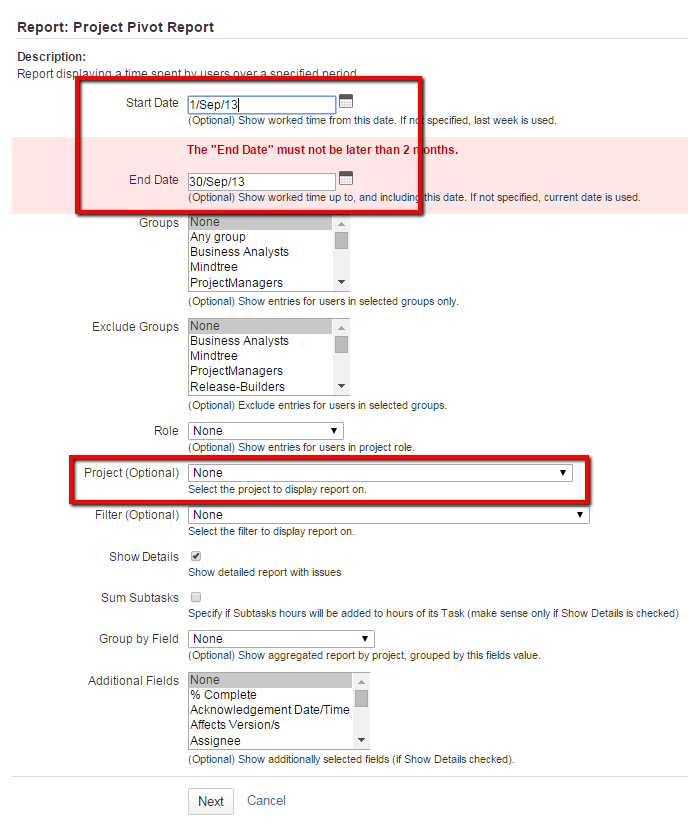 Report: Project Pivot Report
Description:
Report displaying a time spent by users over a specified period.
Start Date 1/Sep/13
(Optional) Show worked time from this date. If not specified, last week is used.
The "End Date" must not be later than 2 months.
End Date 30/Sep/13
(Optional) Show worked time up to, and including this date. If not specified, current date is used.
Groups None
Any group
Business Analysts
Mindtree
ProjectManagers
(Optional) Show entries for users in selected groups only.
Exclude Groups None
Business Analysts
Mindtree
ProjectManagers
Release-Builders
(Optional) Exclude entries for users in selected groups.
Role None
(Optional) Show entries for users in project role.
Project (Optional) None
Select the project to display report on.
Filter (Optional) None
Select the filter to display report on.
Show Details
Show detailed report with issues
Sum Subtasks
Specify if Subtasks hours will be added to hours of its Task (make sense only if Show Details is checked)
Group by Field None
(Optional) Show aggregated report by project, grouped by this fields value.
Additional Fields None
% Complete
Acknowledgement Date/Time
Affects Version/s
Assignee
(Optional) Show additionally selected fields (if Show Details checked).
Next Cancel